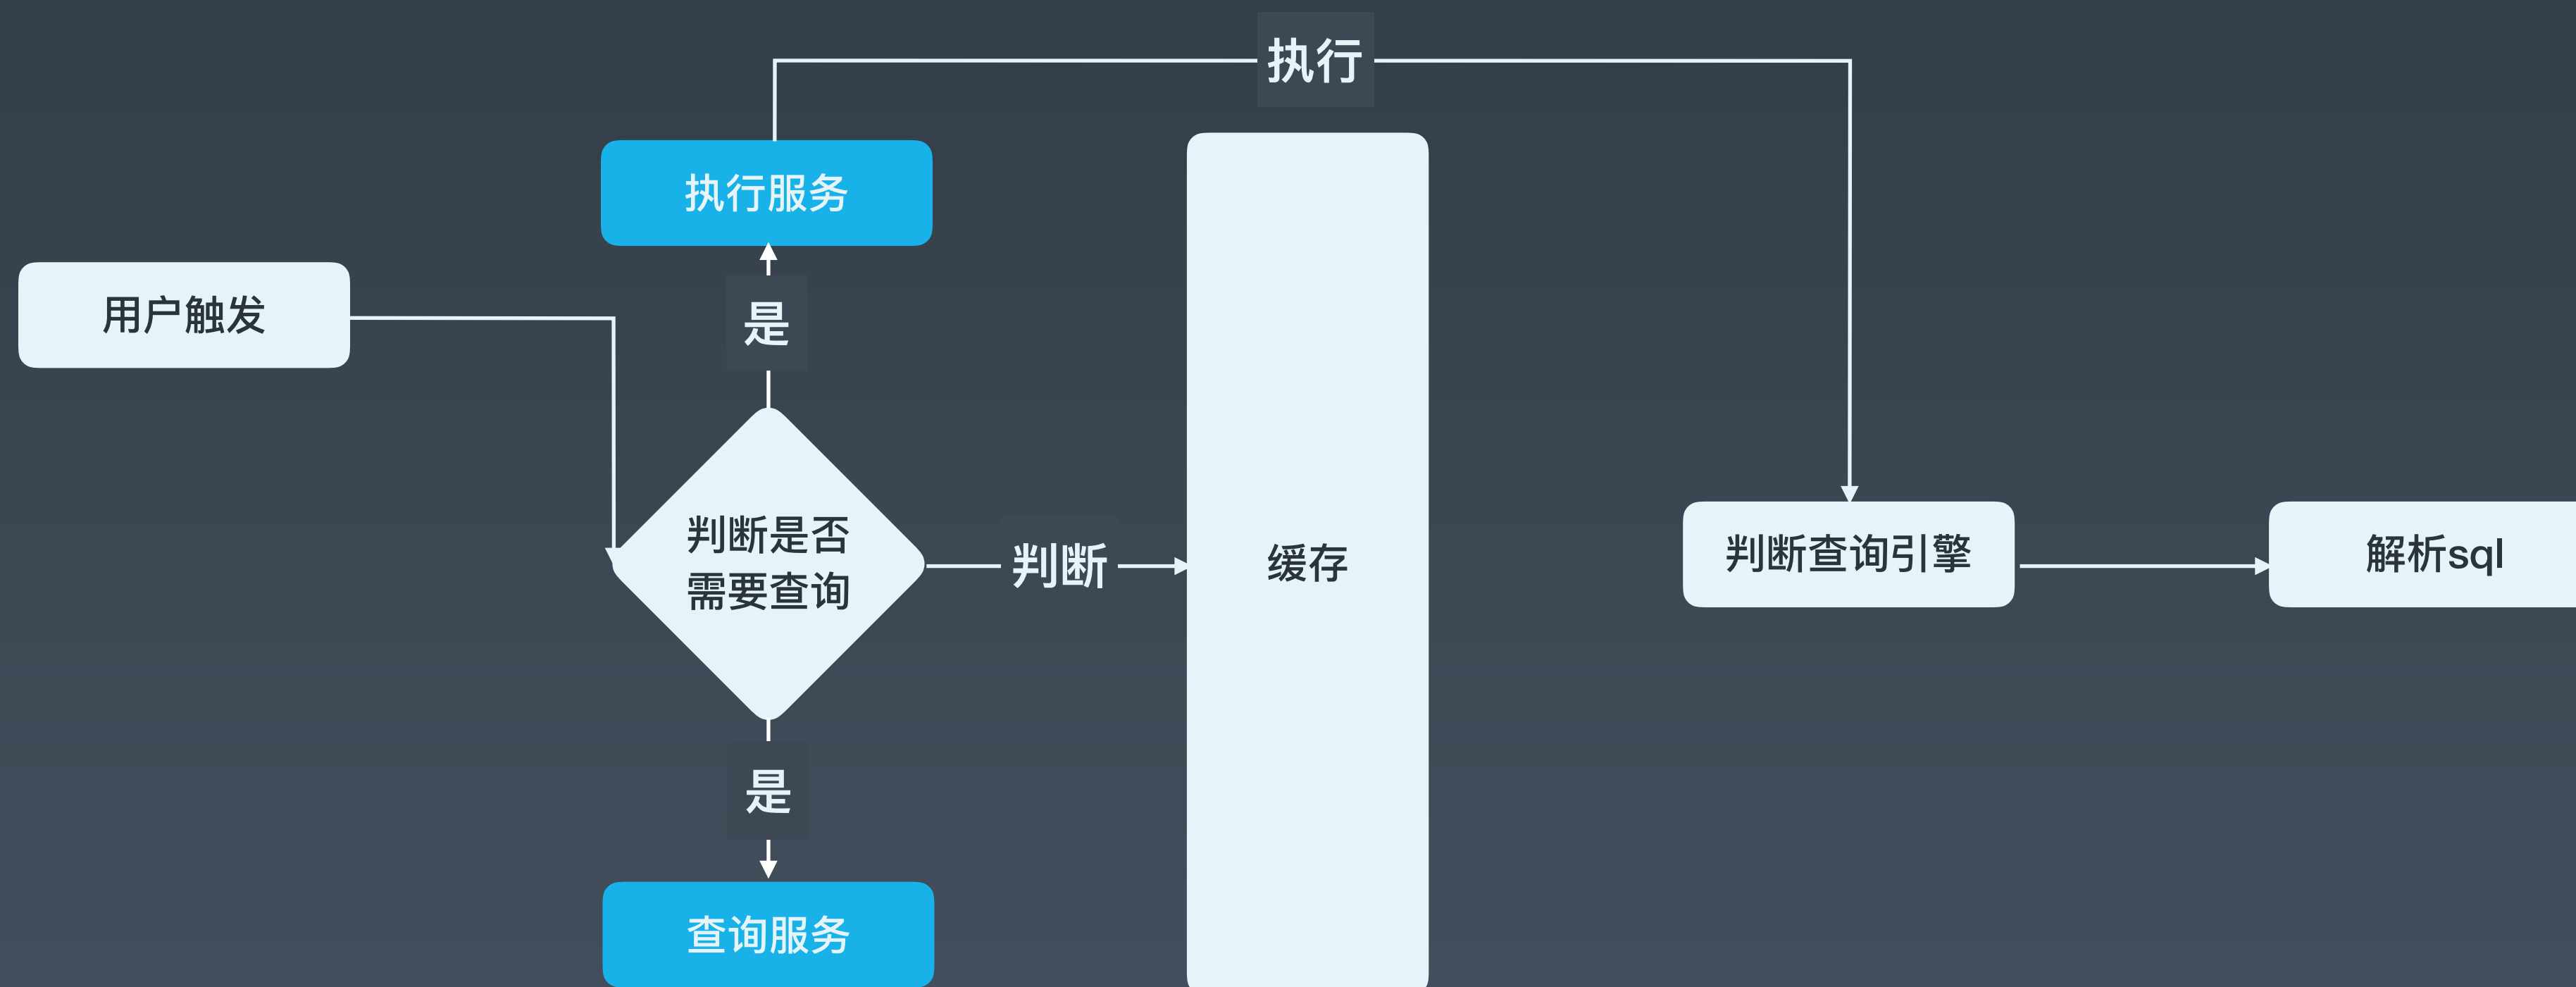 执行
执行服务
用户触发
是
判断是否
需要查询
判断
缓存
判断查询引擎
解析sql
是
查询服务